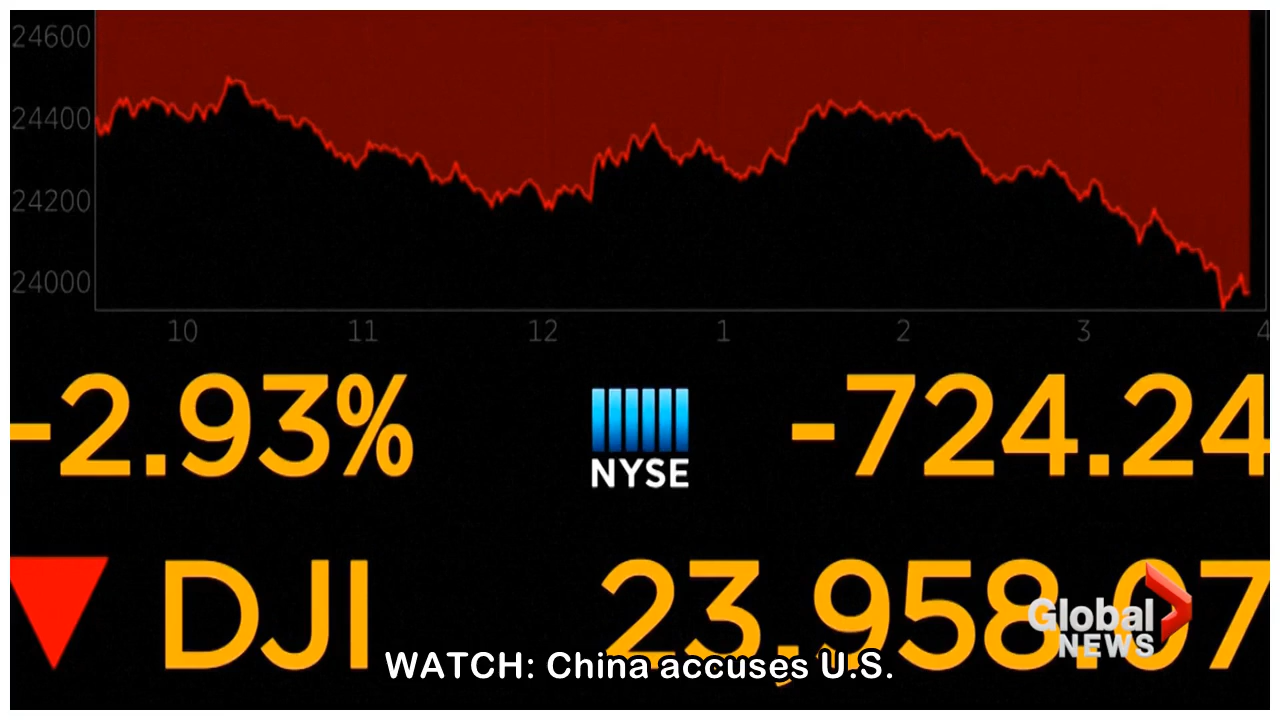 24600
24400
24200
24000
10 11 12 1 2 3 4
-2.93% NYSE -724.24
DJI 23,958.07
Global
NEWS
WATCH: China accuses U.S.